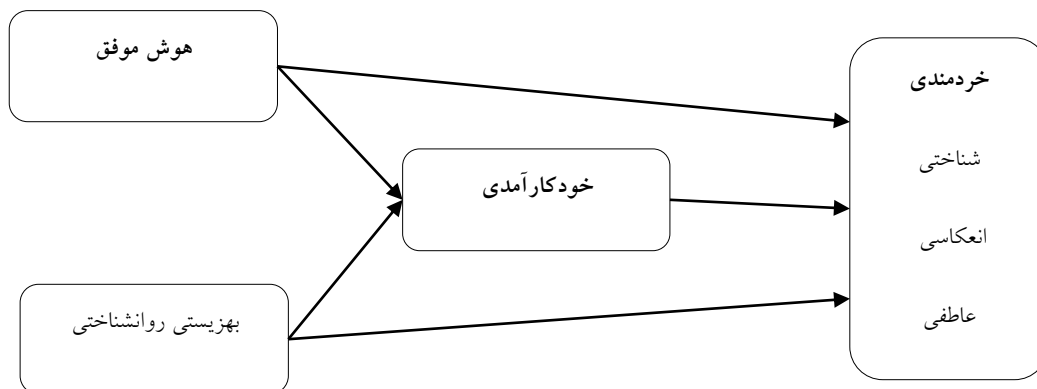 هوش موفق
خردمندی
شناختی
خودکارآمدی
انعکاسی
بهزیستی روانشناختی
عاطفی